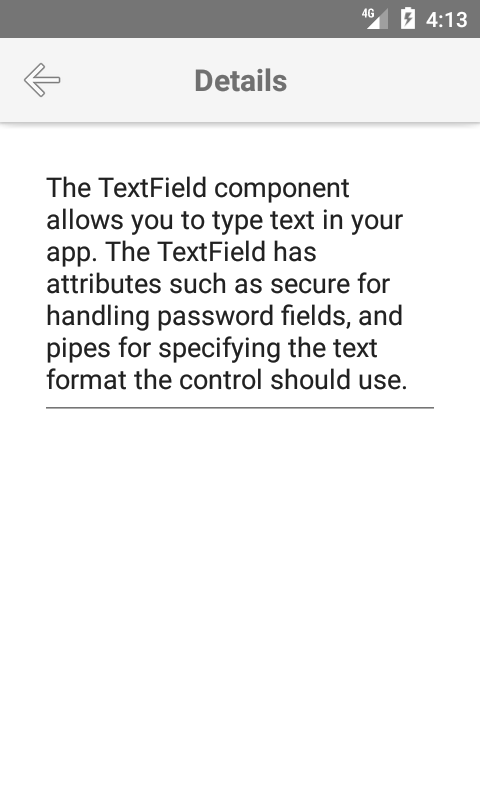 4G 4:13
Details
The TextField component
allows you to type text in your
app. The TextField has
attributes such as secure for
handling password fields, and
pipes for specifying the text
format the control should use.